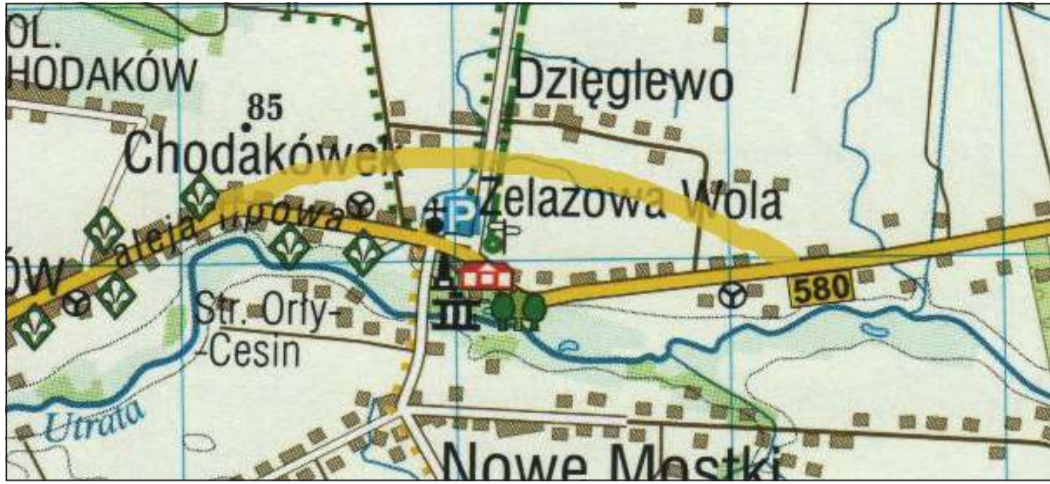 OL.
HODAKÓW
85
Chodakówek
Dzięglewo
P
Żelazowa Wola
aleja lipowa
ÓW
580
Str. Orły-
-Cesin
Utrata
Nowe Mostki